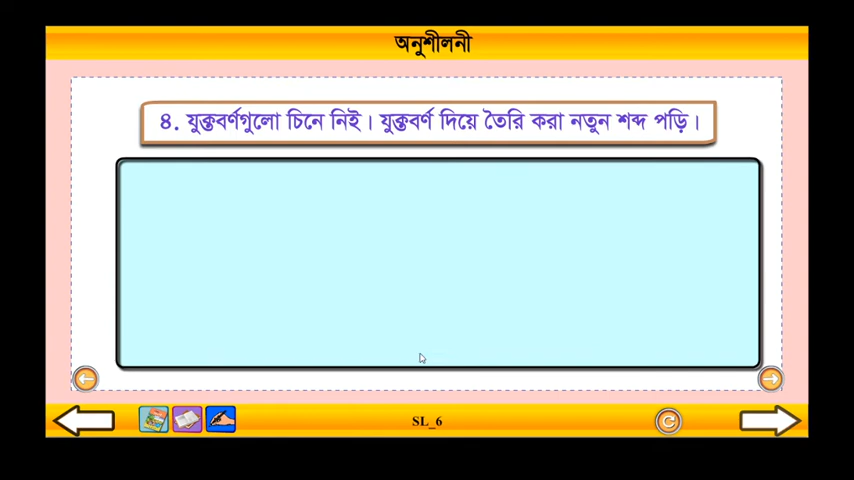 অনুশীলনী
৪. যুক্তবর্ণগুলো চিনে নিই। যুক্তবর্ণ দিয়ে তৈরি করা নতুন শব্দ পড়ি।
SL_6